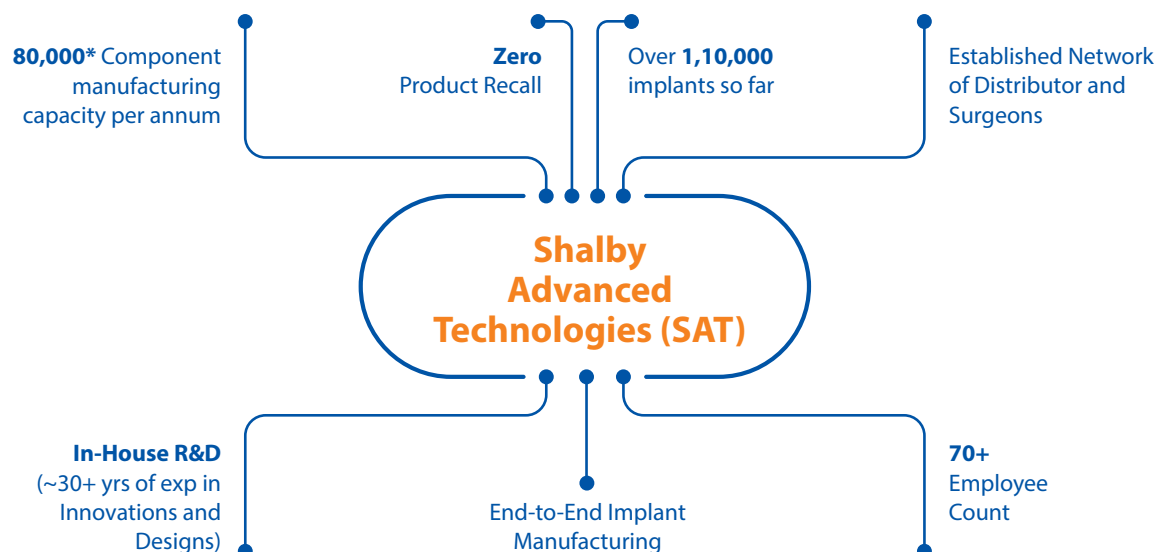 80,000* Component
manufacturing
capacity per annum
Zero
Product Recall
Over 1,10,000
implants so far
Established Network
of Distributor and
Surgeons
Shalby
Advanced
Technologies (SAT)
In-House R&D
(~30+ yrs of exp in
Innovations and
Designs)
End-to-End Implant
Manufacturing
70+
Employee
Count